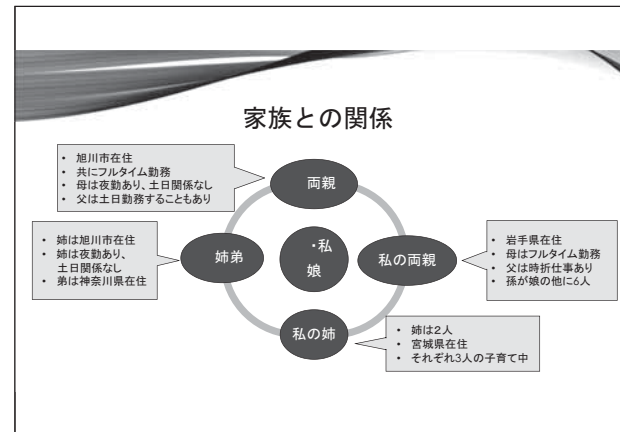 家族との関係
・ 旭川市在住
・ 共にフルタイム勤務
・ 母は夜勤あり、土日関係なし
・ 父は土日勤務することもあり
両親
・ 姉は旭川市在住
・ 姉は夜勤あり、
土日関係なし
・ 弟は神奈川県在住
姉弟
・私
娘
私の両親
・ 岩手県在住
・ 母はフルタイム勤務
・ 父は時折仕事あり
・ 孫が娘の他に6人
私の姉
・ 姉は2人
・ 宮城県在住
・ それぞれ3人の子育て中